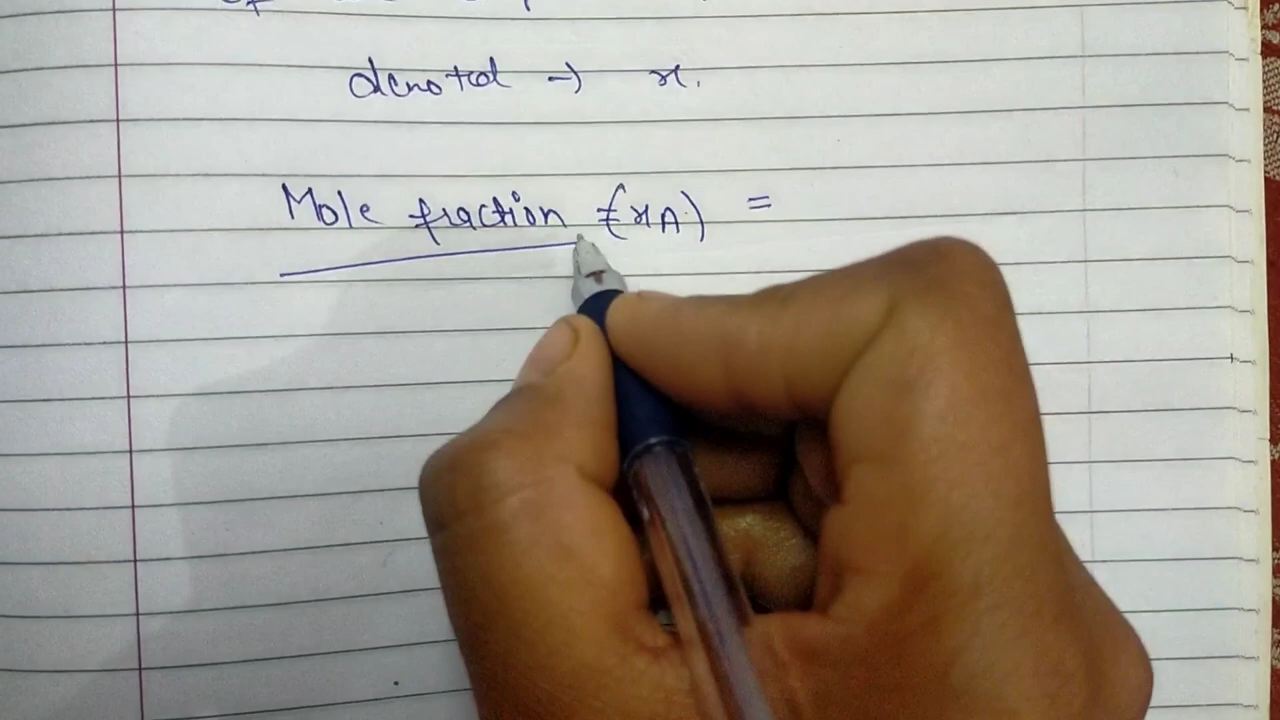 denoted → x.
Mole fraction (xA) =